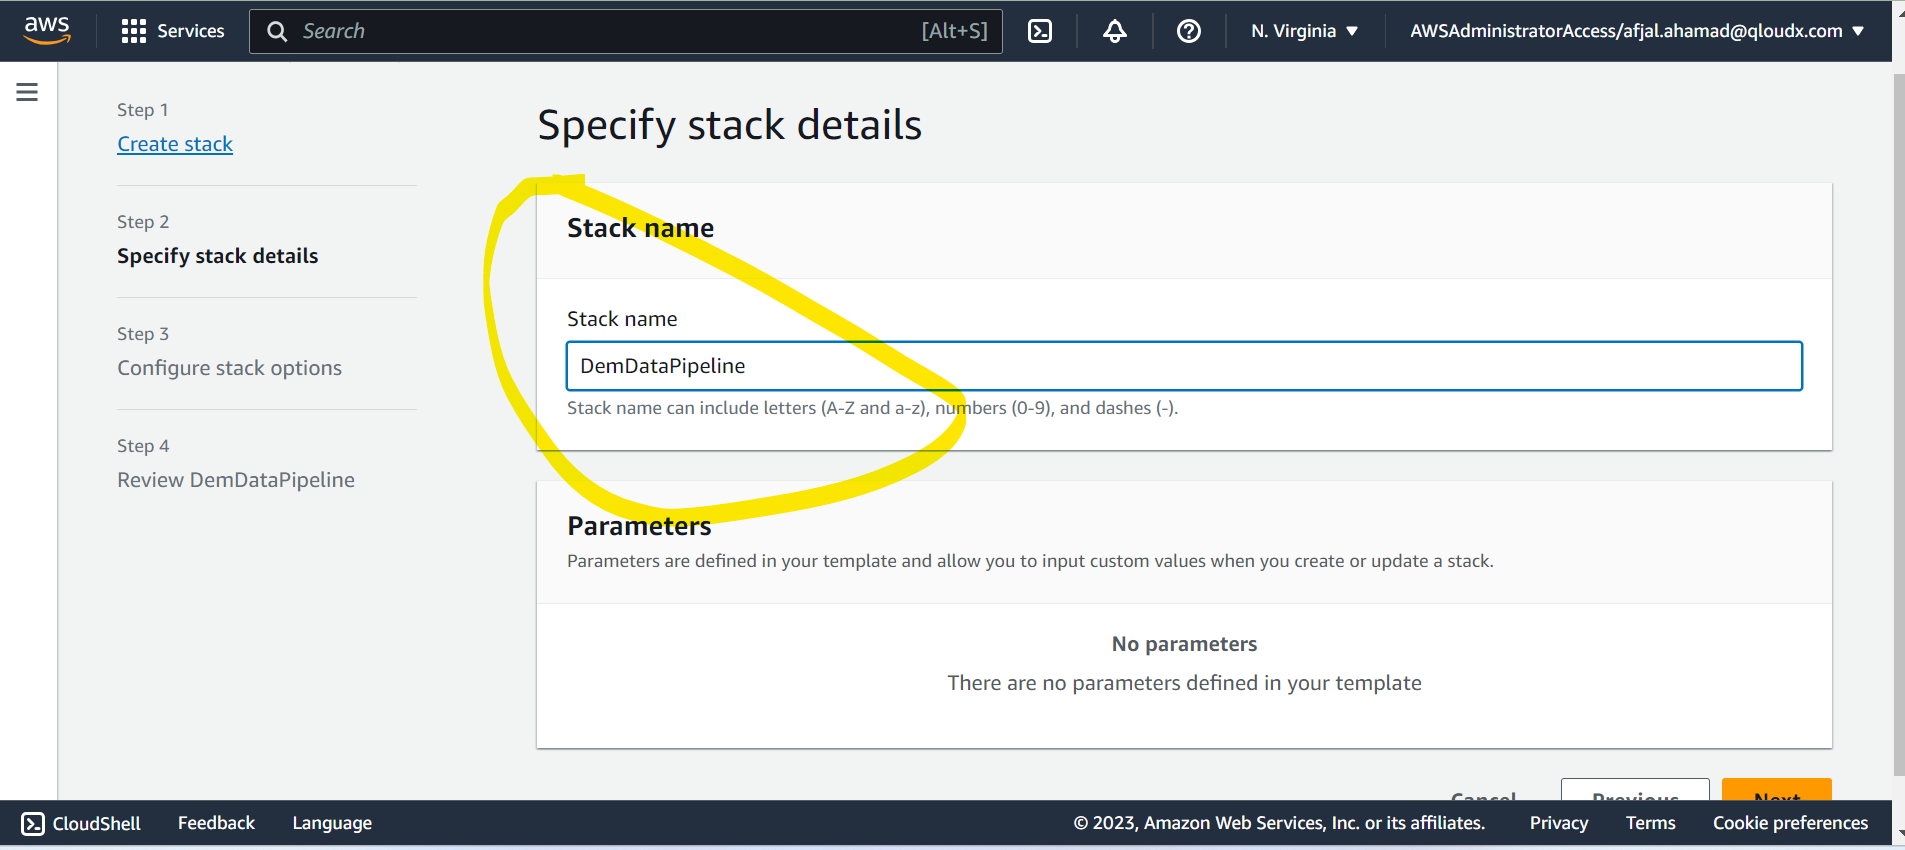 aws
Services
Search
[Alt+S]
N. Virginia
AWSAdministratorAccess/afjal.ahamad@qloudx.com
Step 1
Create stack
Step 2
Specify stack details
Step 3
Configure stack options
Step 4
Review DemDataPipeline
Specify stack details
Stack name
Stack name
DemDataPipeline
Stack name can include letters (A-Z and a-z), numbers (0-9), and dashes (-).
Parameters
Parameters are defined in your template and allow you to input custom values when you create or update a stack.
No parameters
There are no parameters defined in your template
Cancel
Previous
Next
CloudShell
Feedback
Language
© 2023, Amazon Web Services, Inc. or its affiliates.
Privacy
Terms
Cookie preferences